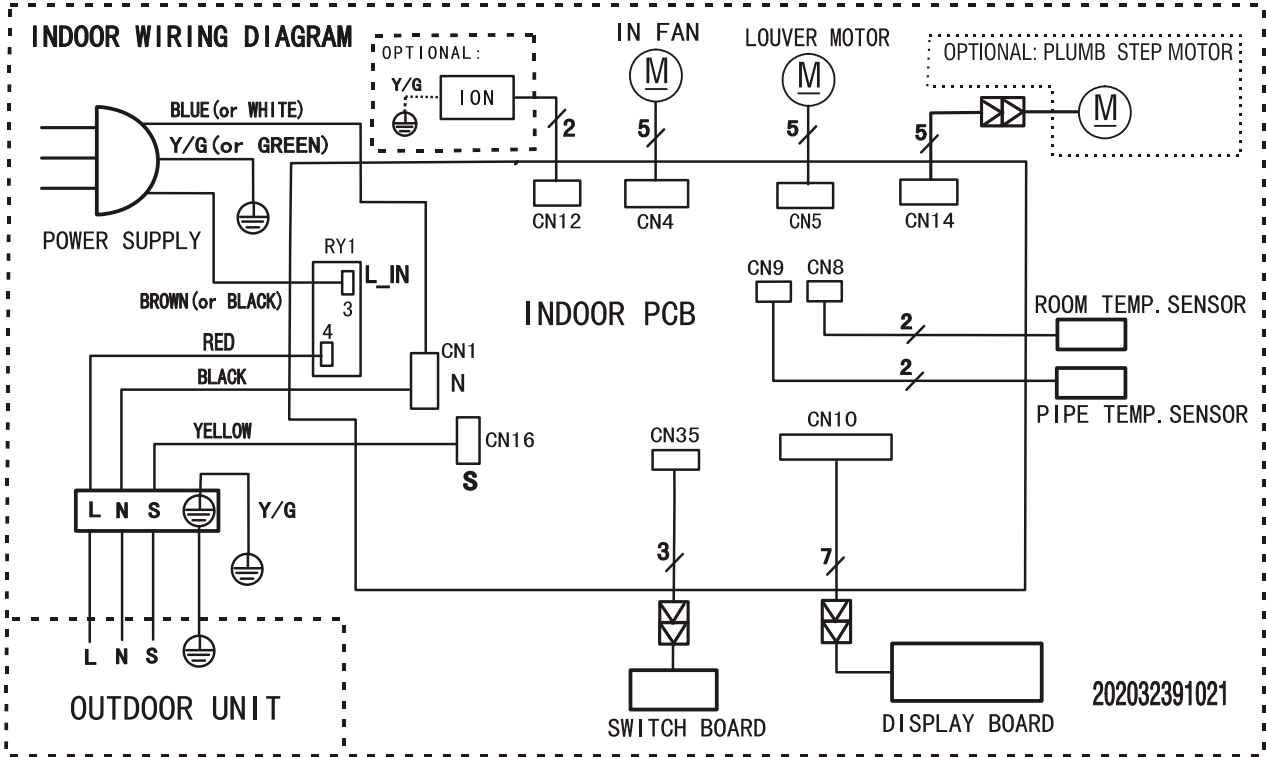 INDOOR WIRING DIAGRAM
OPTIONAL:
Y/G
ION
2
IN FAN
M
5
LOUVER MOTOR
M
5
OPTIONAL: PLUMB STEP MOTOR
M
5
BLUE(or WHITE)
Y/G(or GREEN)
POWER SUPPLY
BROWN(or BLACK)
CN12
CN4
CN5
CN14
RY1
L_IN
3
4
RED
BLACK
YELLOW
CN1
N
CN16
S
INDOOR PCB
CN9
CN8
2
ROOM TEMP. SENSOR
2
PIPE TEMP. SENSOR
CN35
CN10
3
7
L N S
Y/G
L N S
OUTDOOR UNIT
SWITCH BOARD
DISPLAY BOARD
202032391021